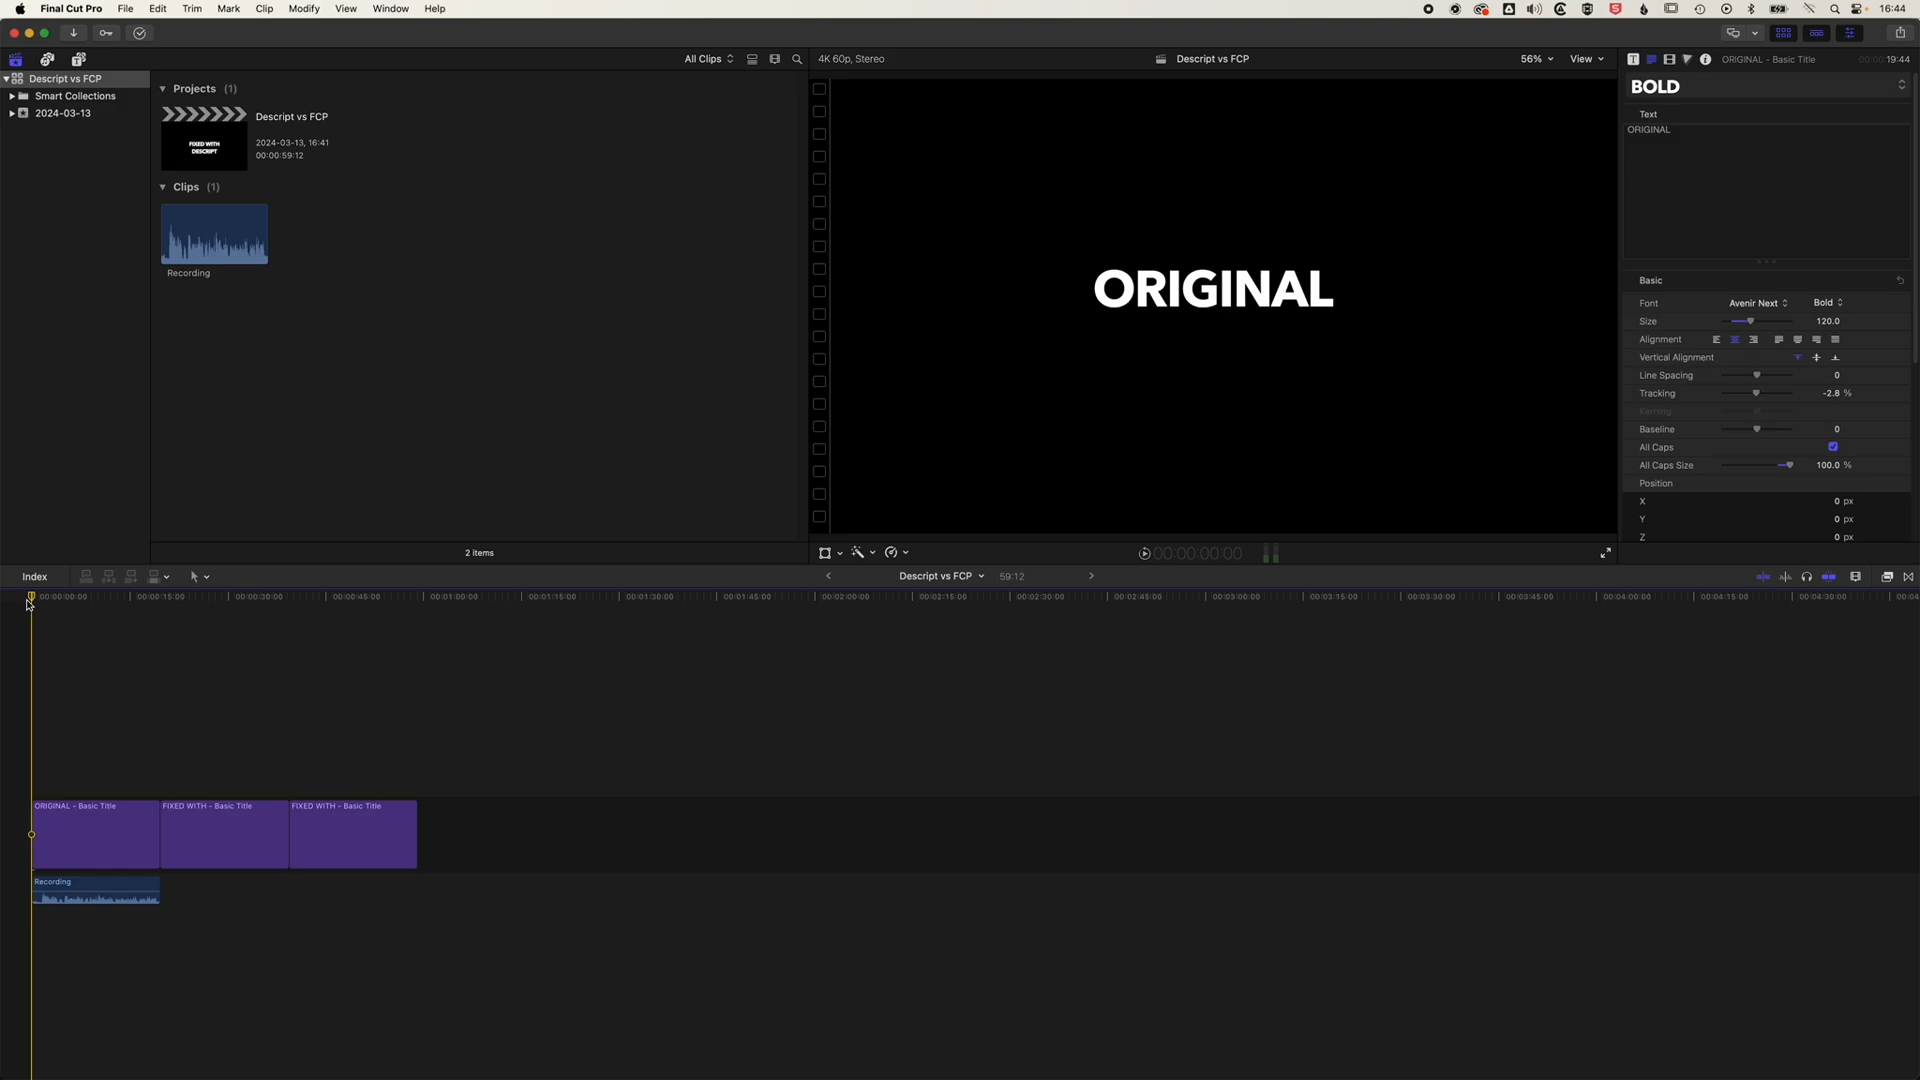 Final Cut Pro File Edit Trim Mark Clip Modify View Window Help 16:44
All Clips 4K 60p, Stereo Descript vs FCP 56% View ORIGINAL - Basic Title 00:00:19:44
Descript vs FCP
Smart Collections
2024-03-13
Projects (1)
Descript vs FCP
2024-03-13, 16:41
00:00:59:12
FIXED WITH
DESCRIPT
Clips (1)
Recording
2 items
ORIGINAL
00:00:00:00
BOLD
Text
ORIGINAL
Basic
Font Avenir Next Bold
Size 120.0
Alignment
Vertical Alignment
Line Spacing 0
Tracking -2.8 %
Kerning
Baseline 0
All Caps
All Caps Size 100.0 %
Position
X 0 px
Y 0 px
Z 0 px
Index Descript vs FCP 59:12
00:00:00:00 00:00:15:00 00:00:30:00 00:00:45:00 00:01:00:00 00:01:15:00 00:01:30:00 00:01:45:00 00:02:00:00 00:02:15:00 00:02:30:00 00:02:45:00 00:03:00:00 00:03:15:00 00:03:30:00 00:03:45:00 00:04:00:00 00:04:15:00 00:04:30:00 00:04
ORIGINAL - Basic Title FIXED WITH - Basic Title FIXED WITH - Basic Title
Recording